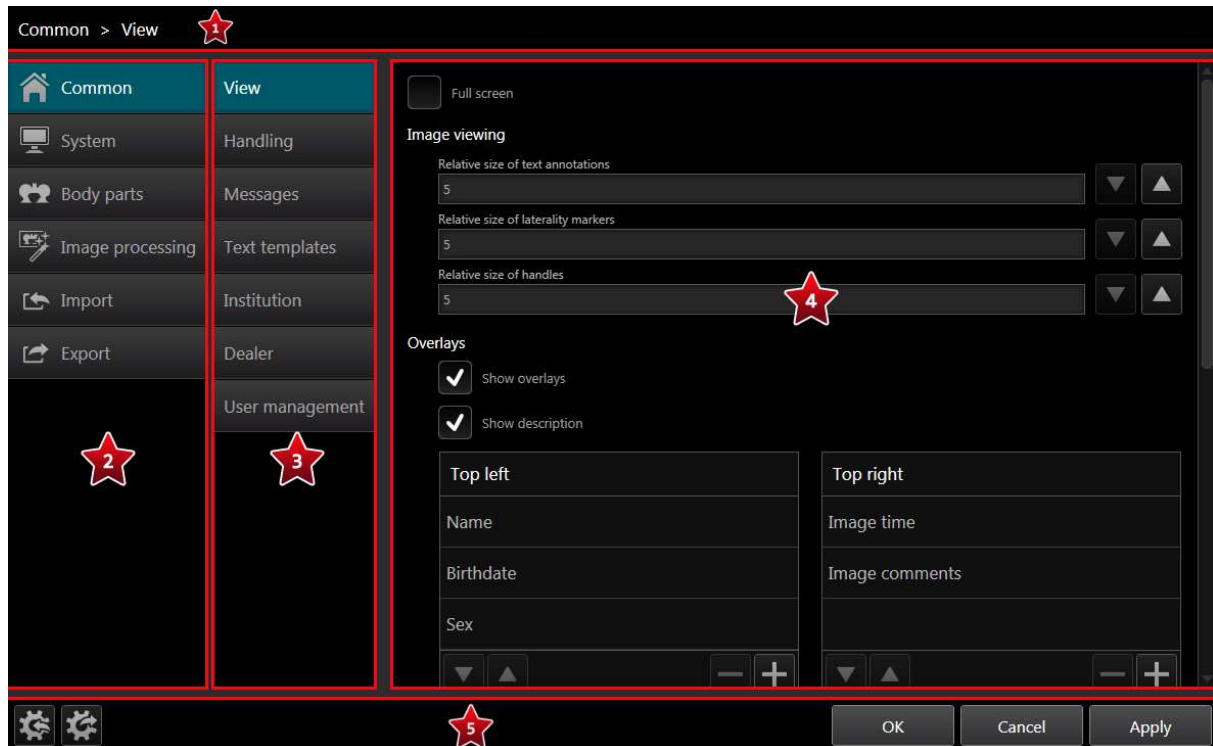 Common > View
1
Common
System
Body parts
Image processing
Import
Export
2
View
Handling
Messages
Text templates
Institution
Dealer
User management
3
Full screen
Image viewing
Relative size of text annotations
5
Relative size of laterality markers
5
Relative size of handles
5
4
Overlays
Show overlays
Show description
Top left
Name
Birthdate
Sex
Top right
Image time
Image comments
5
OK
Cancel
Apply